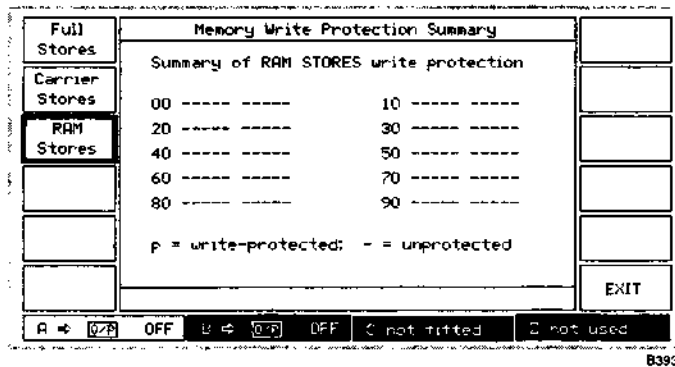 Memory Write Protection Summary
Full
Stores
Carrier
Stores
RAM
Stores
Summary of RAM STORES write protection
00 ----- ----- 10 ----- -----
20 ----- ----- 30 ----- -----
40 ----- ----- 50 ----- -----
60 ----- ----- 70 ----- -----
80 ----- ----- 90 ----- -----
p = write-protected; - = unprotected
EXIT
A ➪ O/P OFF B ➪ O/P OFF C not fitted D not used
B393